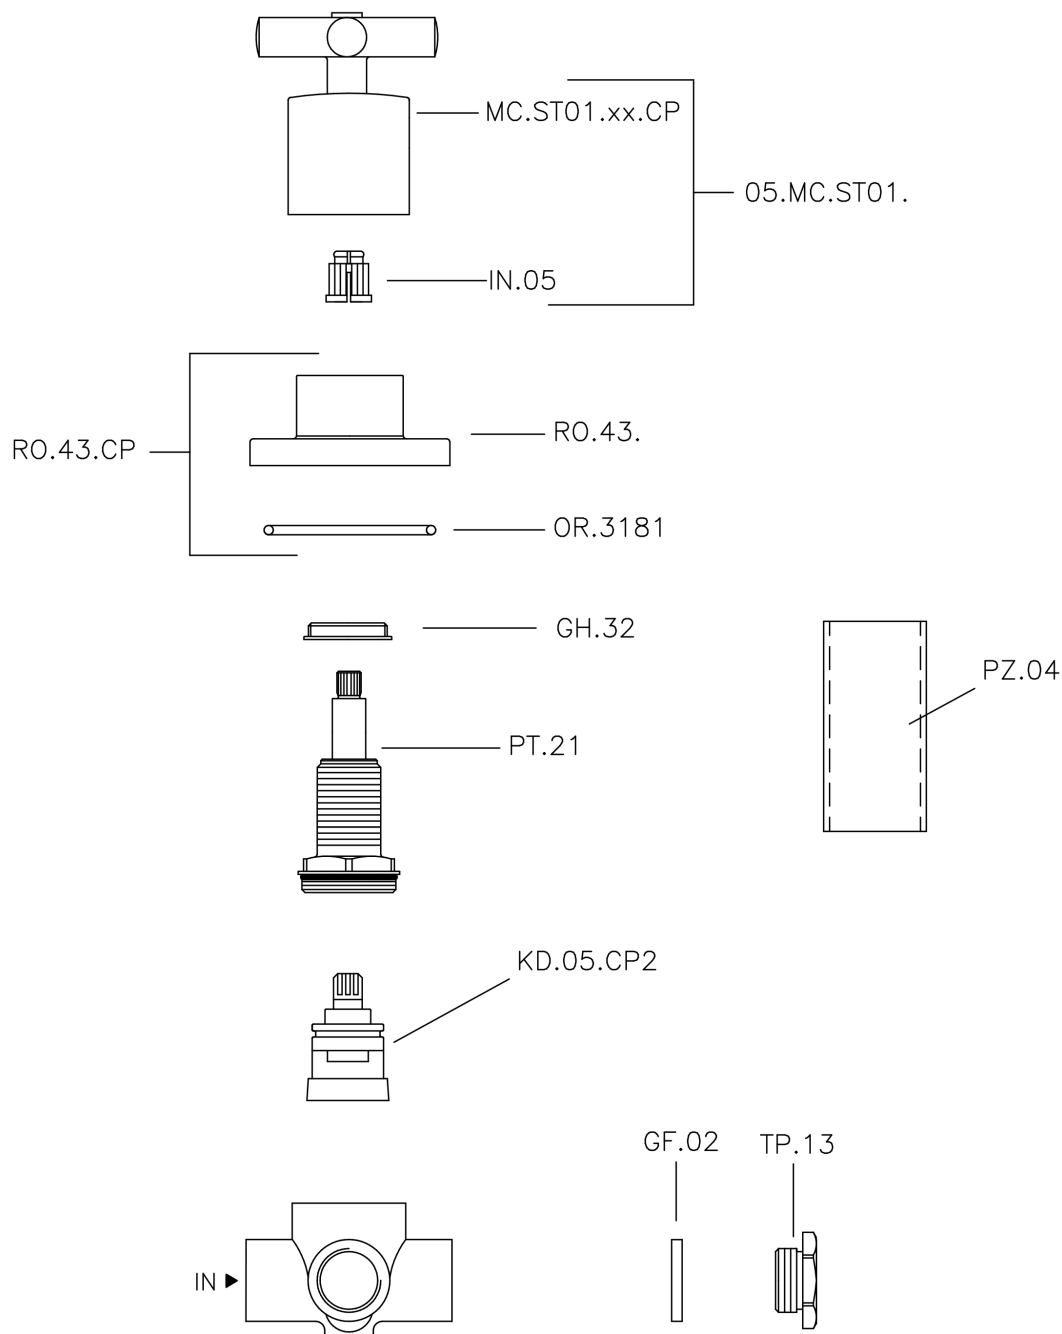 MC.ST01.xx.CP
05.MC.ST01.
IN.05
RO.43.
RO.43.CP
OR.3181
GH.32
PZ.04
PT.21
KD.05.CP2
GF.02
TP.13
IN